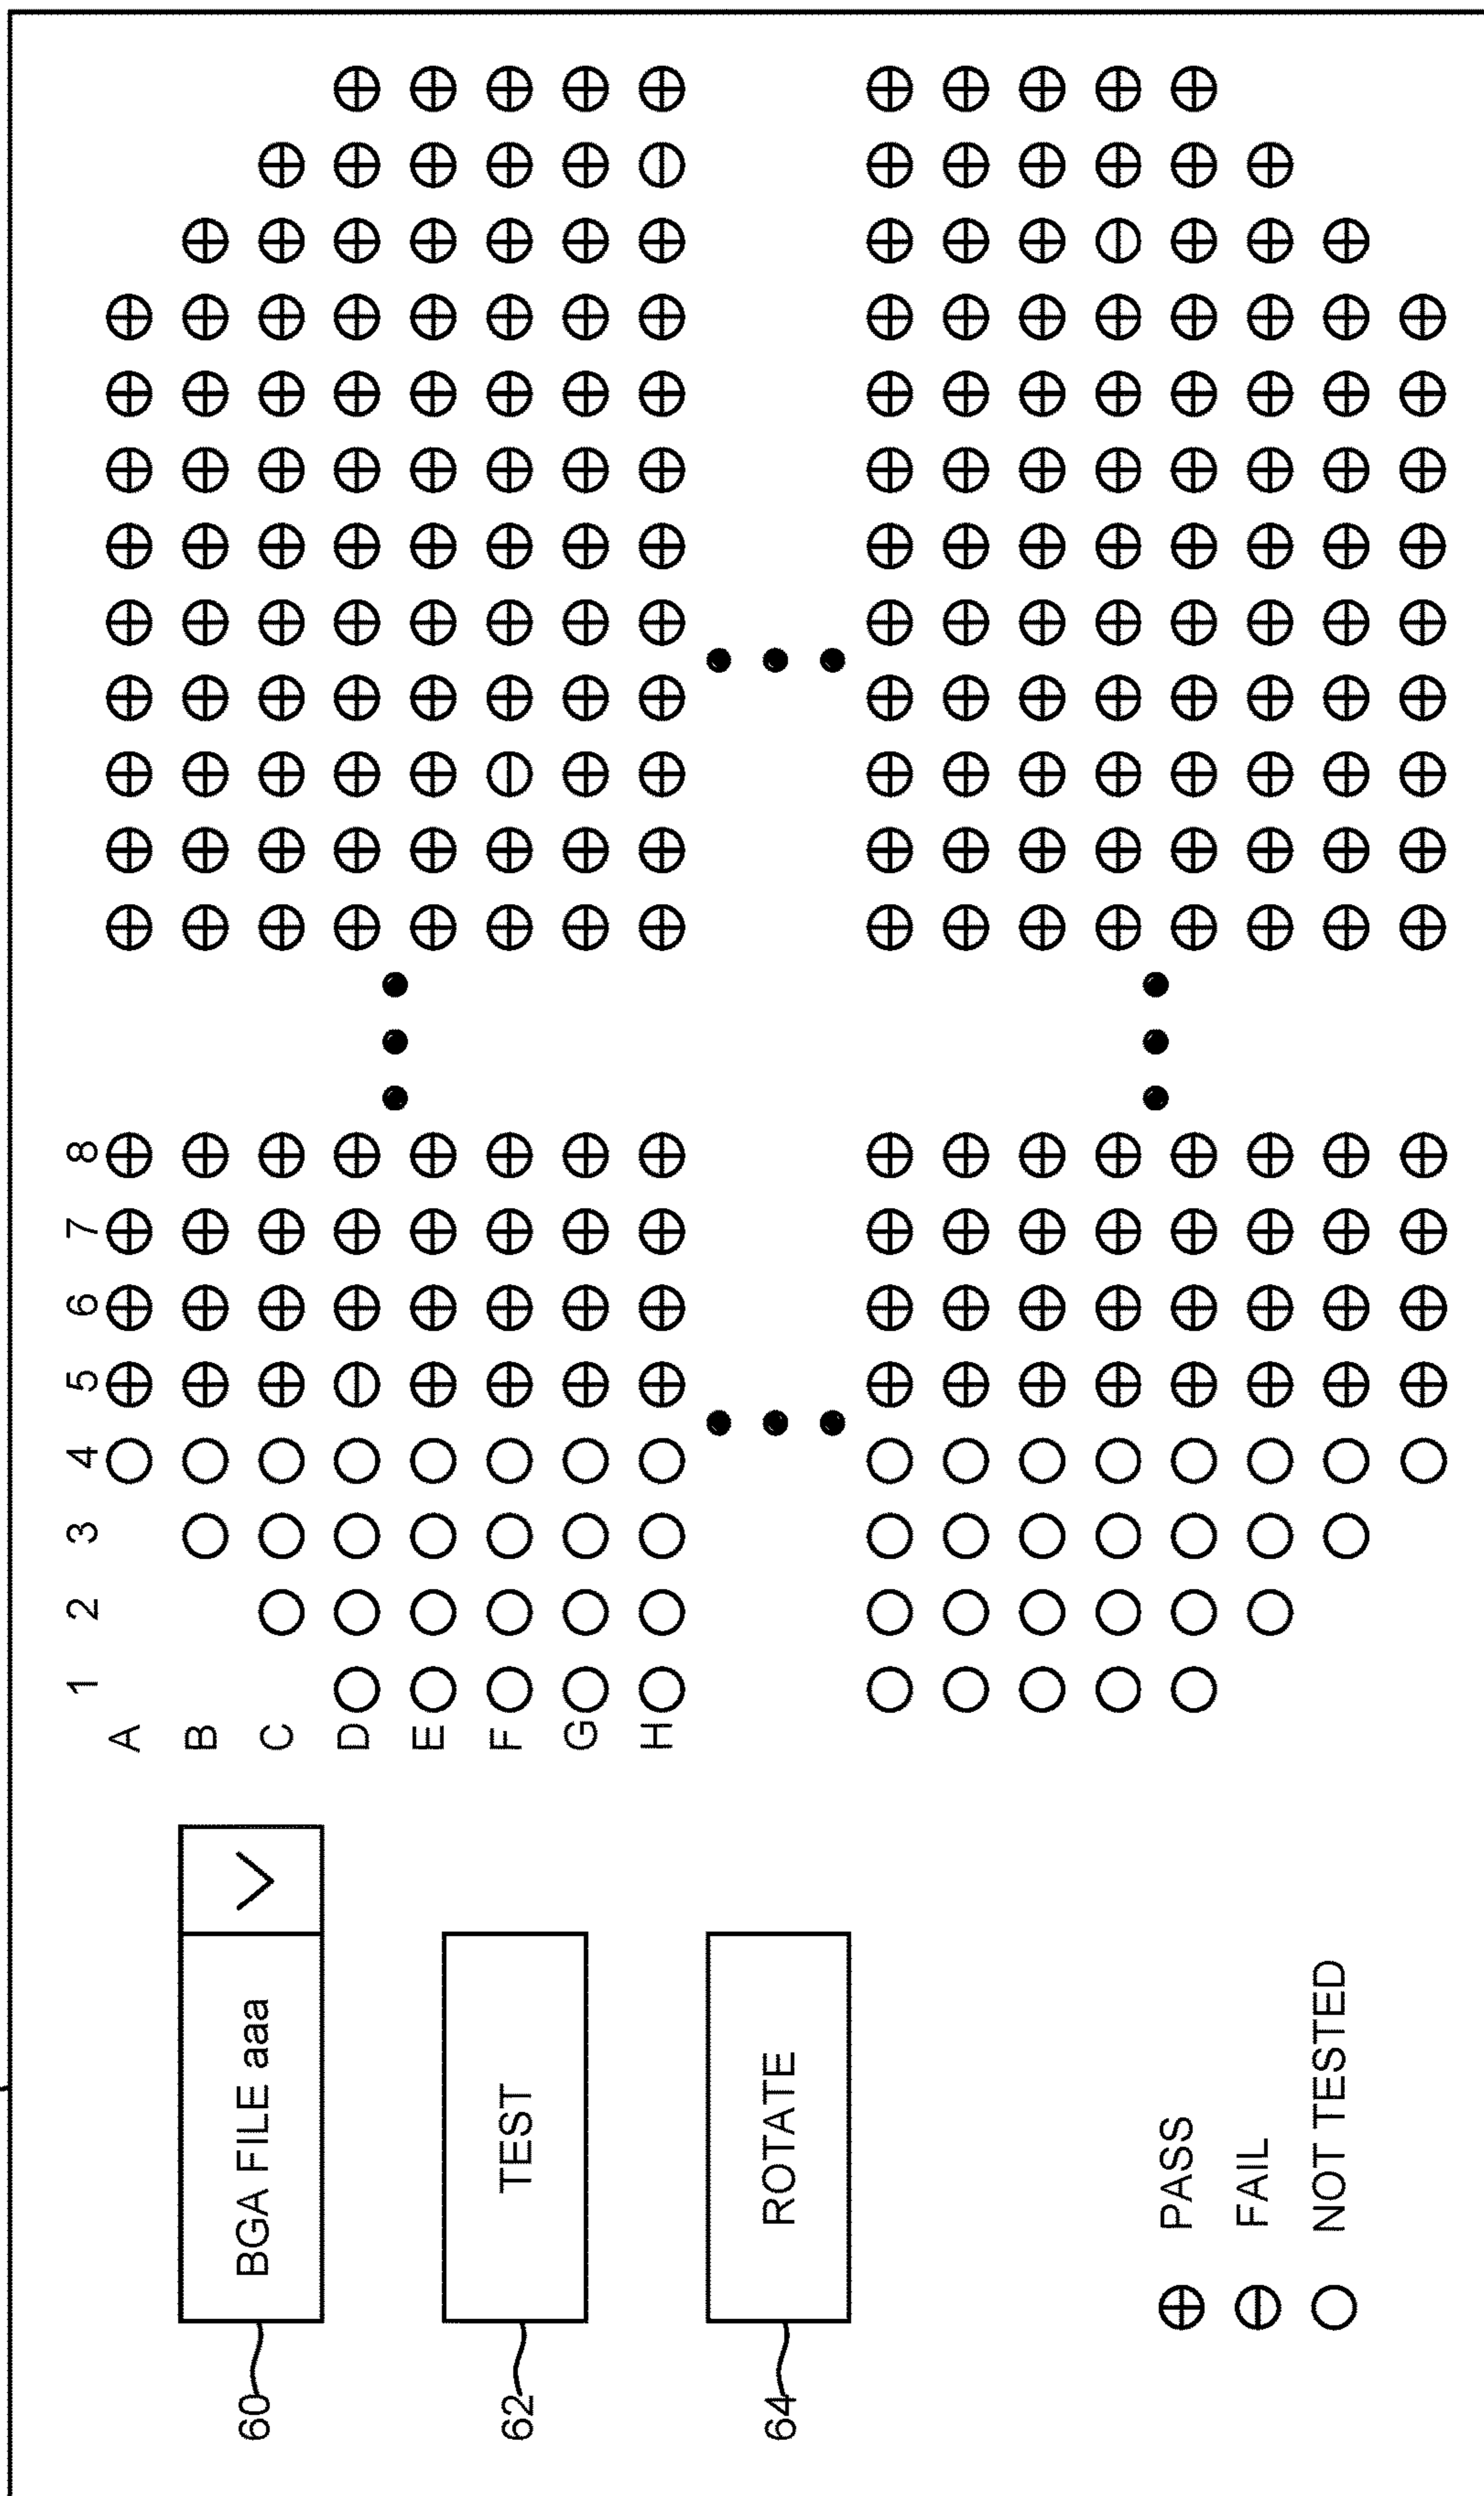 1 2 3 4 5 6 7 8
A
B
C
D
E
F
G
H
60 BGA FILE aaa
62 TEST
64 ROTATE
PASS
FAIL
NOT TESTED